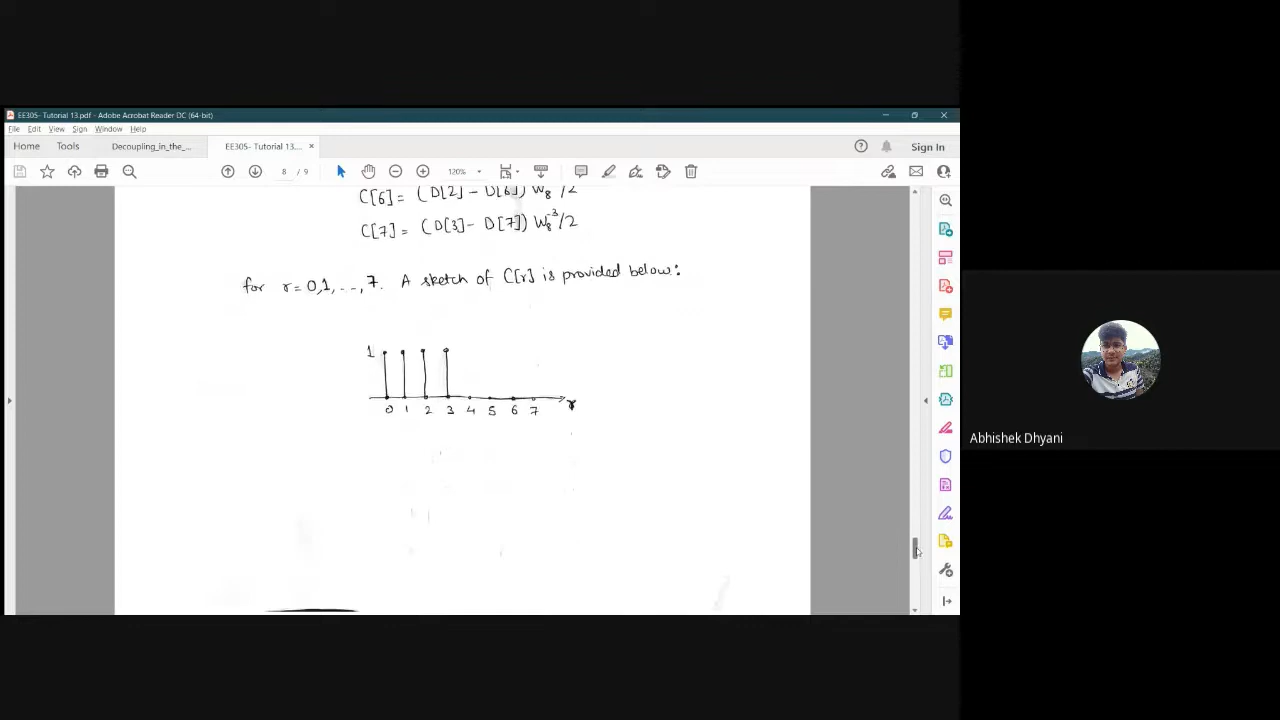 EE305- Tutorial 13.pdf - Adobe Acrobat Reader DC (64-bit)
File Edit View Sign Window Help
Home Tools Decoupling_in_the_... EE305- Tutorial 13.... × Sign In
8 / 9 120%
C[6] = (D[2] - D[6]) W8 /2
C[7] = (D[3] - D[7]) W8^-3/2
for r = 0,1, ..., 7. A sketch of C[r] is provided below:
1
0 1 2 3 4 5 6 7 r
Abhishek Dhyani